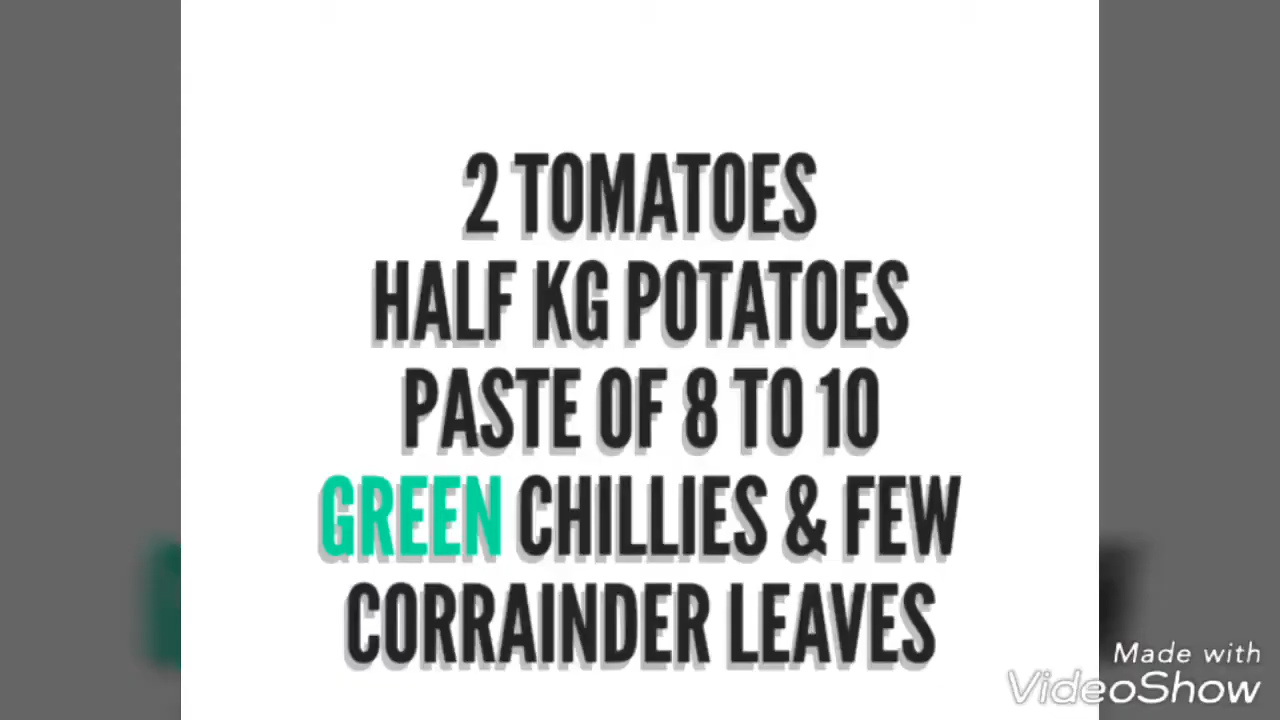 2 TOMATOES
HALF KG POTATOES
PASTE OF 8 TO 10
GREEN CHILLIES & FEW
CORRAINDER LEAVES
Made with
VideoShow